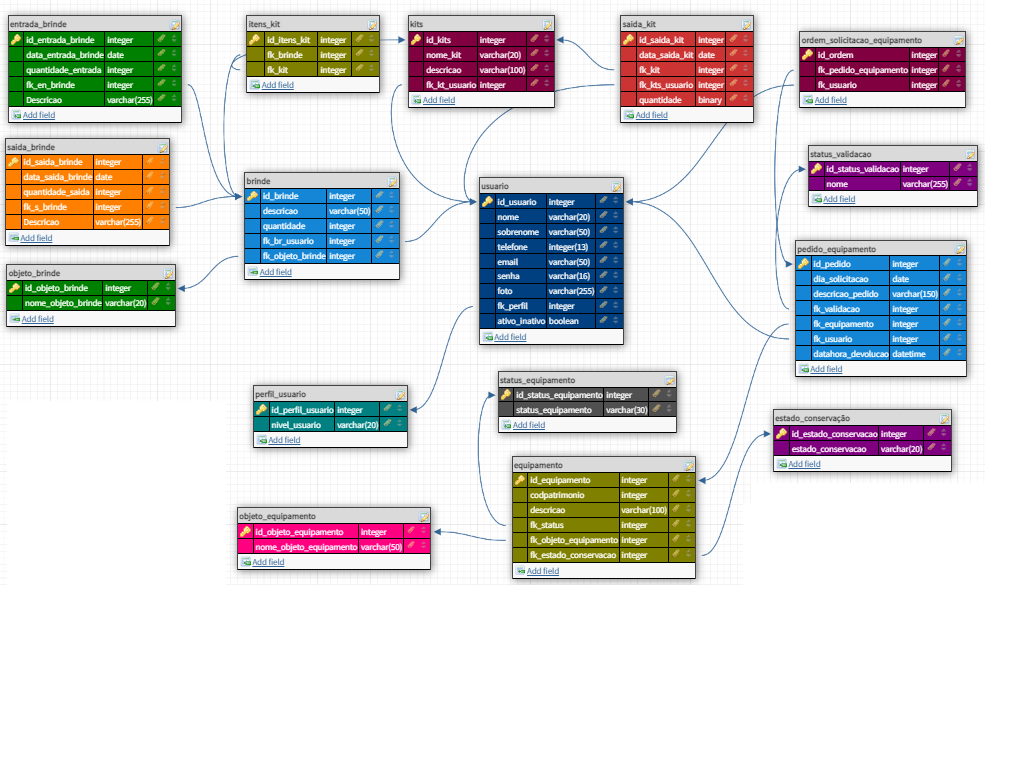 entrada_brinde
id_entrada_brinde integer
data_entrada_brinde date
quantidade_entrada integer
fk_en_brinde integer
Descricao varchar(255)
Add field
itens_kit
id_itens_kit integer
fk_brinde integer
fk_kit integer
Add field
kits
id_kits integer
nome_kit varchar(20)
descricao varchar(100)
fk_kt_usuario integer
Add field
saida_kit
id_saida_kit integer
data_saida_kit date
fk_kit integer
fk_kts_usuario integer
quantidade binary
Add field
ordem_solicitacao_equipamento
id_ordem integer
fk_pedido_equipamento integer
fk_usuario integer
Add field
saida_brinde
id_saida_brinde integer
data_saida_brinde date
quantidade_saida integer
fk_s_brinde integer
Descricao varchar(255)
Add field
brinde
id_brinde integer
descricao varchar(50)
quantidade integer
fk_br_usuario integer
fk_objeto_brinde integer
Add field
usuario
id_usuario integer
nome varchar(20)
sobrenome varchar(50)
telefone integer(13)
email varchar(50)
senha varchar(16)
foto varchar(255)
fk_perfil integer
ativo_inativo boolean
Add field
status_validacao
id_status_validacao integer
nome varchar(255)
Add field
pedido_equipamento
id_pedido integer
dia_solicitacao date
descricao_pedido varchar(150)
fk_validacao integer
fk_equipamento integer
fk_usuario integer
datahora_devolucao datetime
Add field
objeto_brinde
id_objeto_brinde integer
nome_objeto_brinde varchar(20)
Add field
perfil_usuario
id_perfil_usuario integer
nivel_usuario varchar(20)
Add field
status_equipamento
id_status_equipamento integer
status_equipamento varchar(30)
Add field
estado_conservação
id_estado_conservacao integer
estado_conservacao varchar(20)
Add field
equipamento
id_equipamento integer
codpatrimonio integer
descricao varchar(100)
fk_status integer
fk_objeto_equipamento integer
fk_estado_conservacao integer
Add field
objeto_equipamento
id_objeto_equipamento integer
nome_objeto_equipamento varchar(50)
Add field